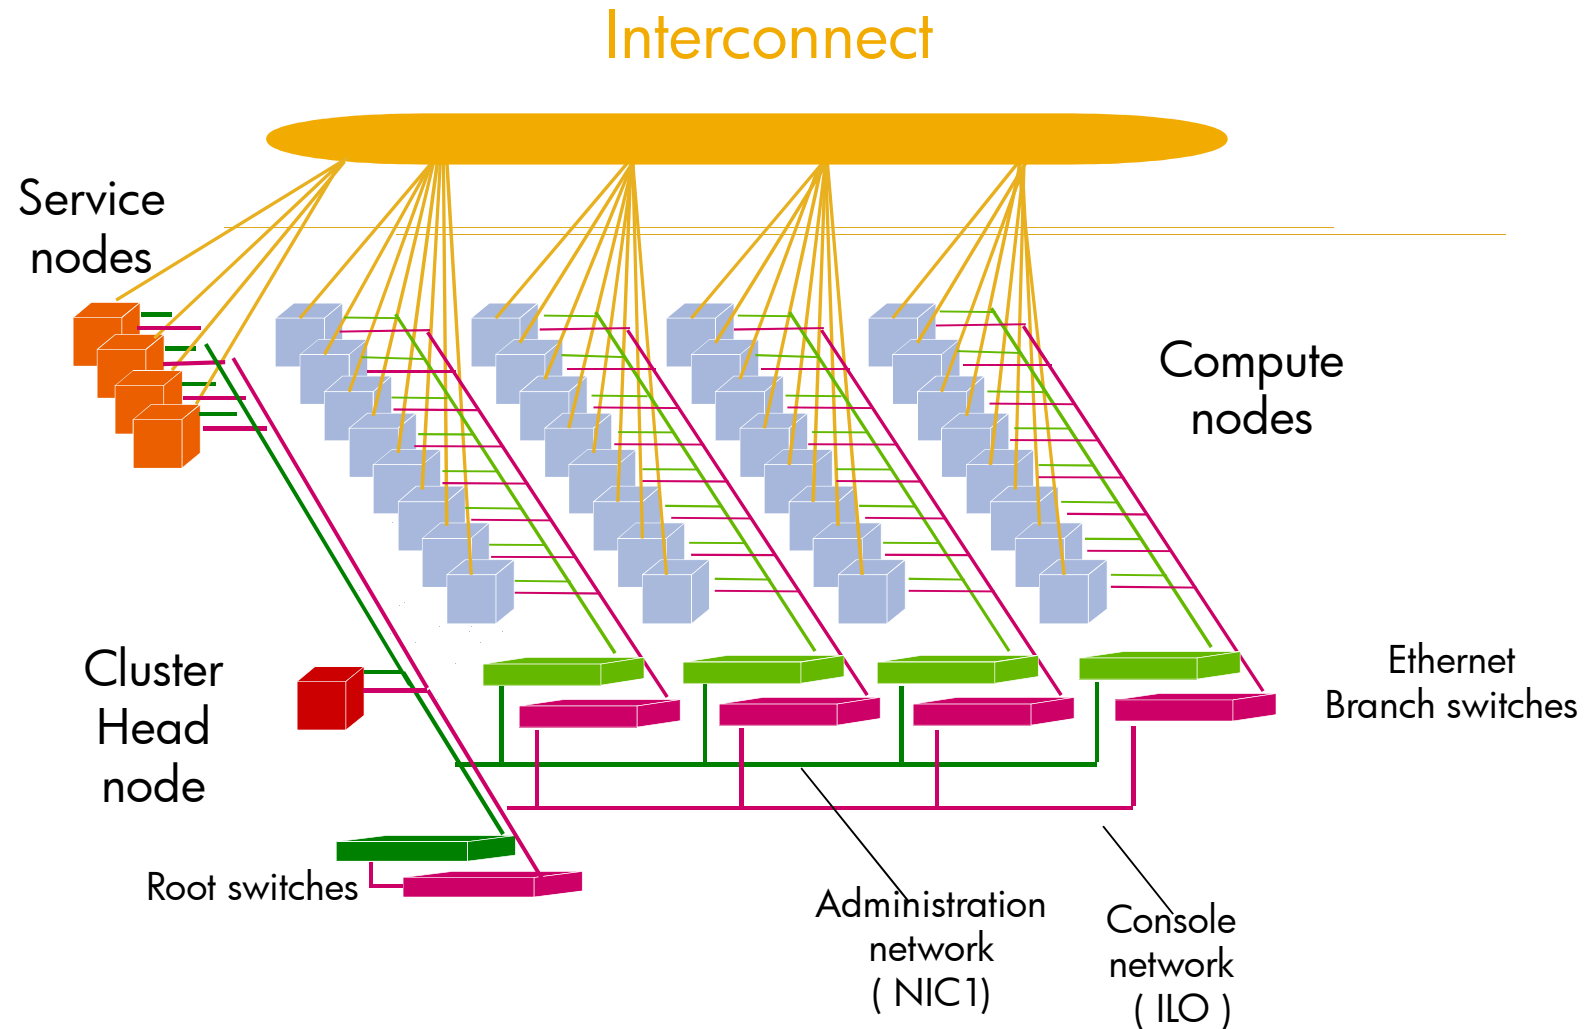 Interconnect
Service
nodes
Compute
nodes
Cluster
Head
node
Ethernet
Branch switches
Root switches
Administration
network
( NIC1)
Console
network
( ILO )